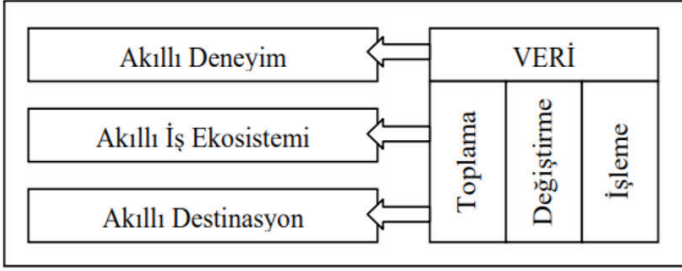 Akıllı Deneyim
Akıllı İş Ekosistemi
Akıllı Destinasyon
VERİ
Toplama
Değiştirme
İşleme